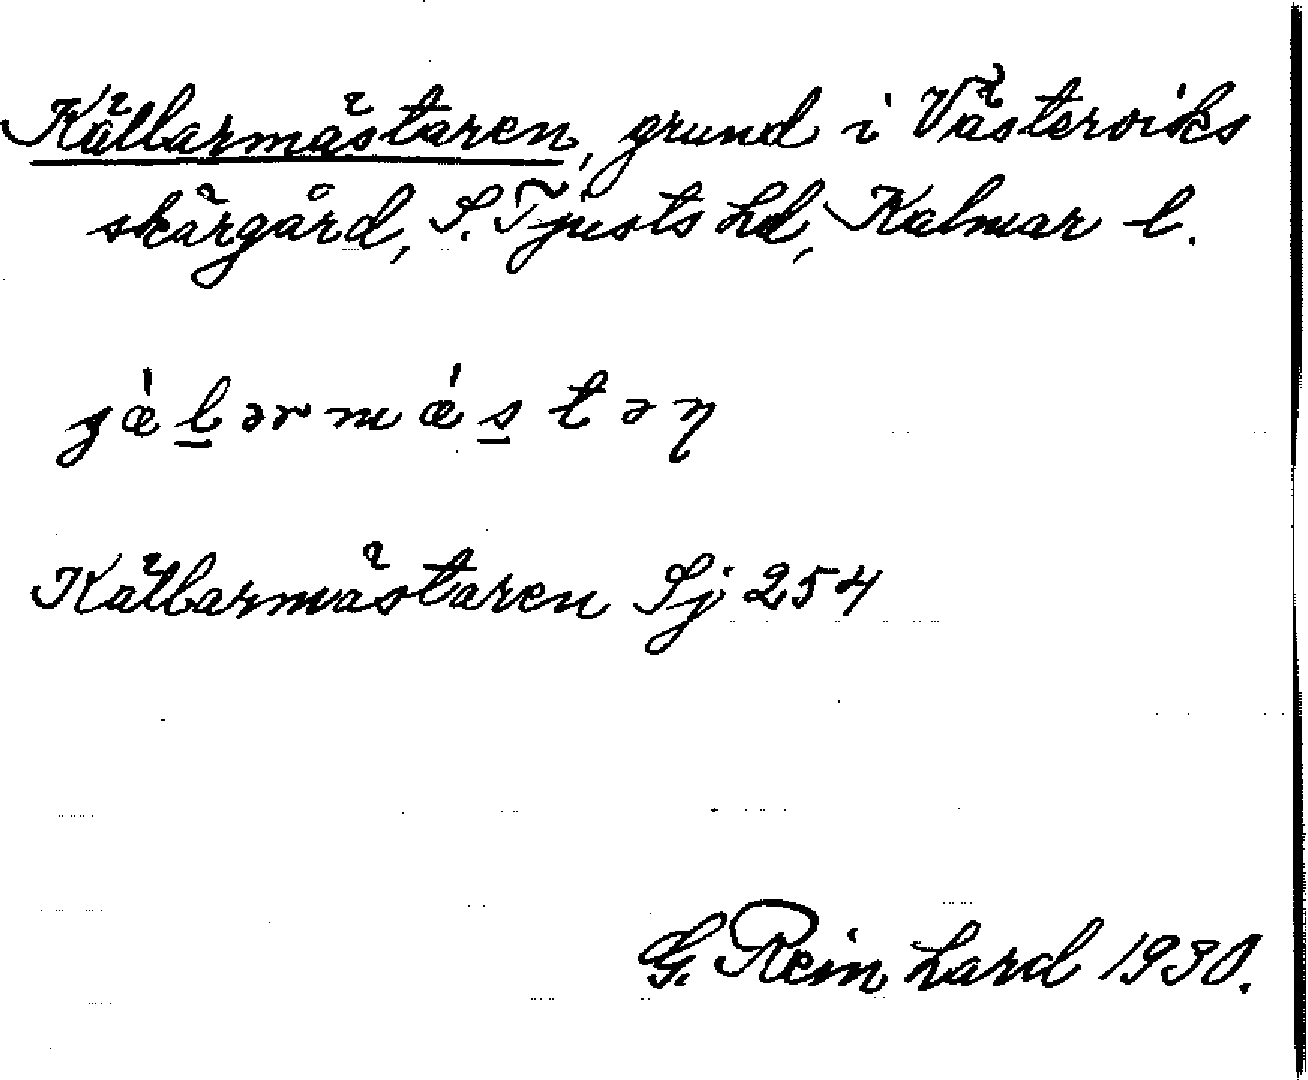 Källarmästaren, grund i Västerviks
skärgård, S. Tjusts hd, Kalmar l.
Källarmästaren Sj 254
G. Reinhard 1930.